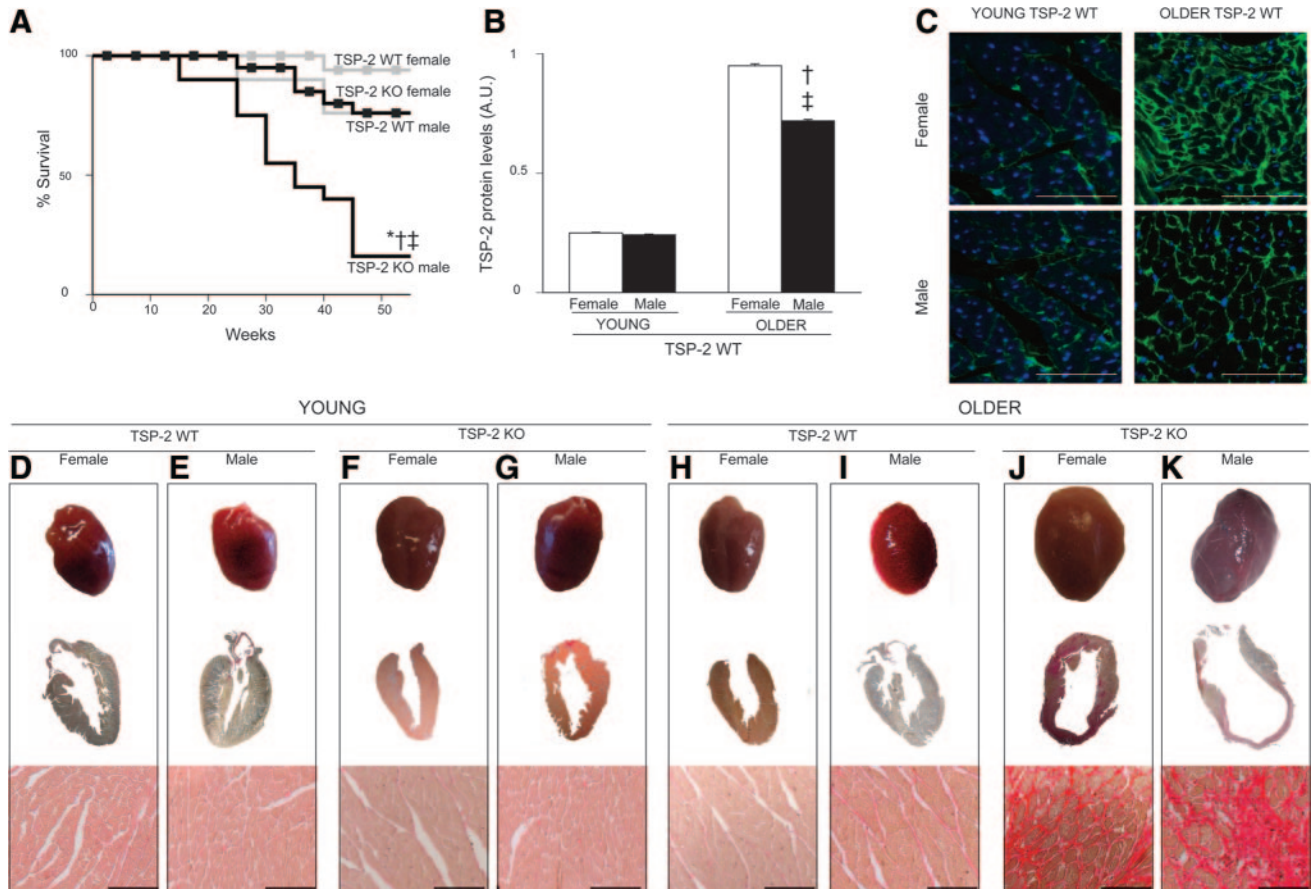 A
% Survival
100
50
0
0 10 20 30 40 50
Weeks
TSP-2 WT female
TSP-2 KO female
TSP-2 WT male
*†‡
TSP-2 KO male
B
TSP-2 protein levels (A.U.)
1
0.5
0
†
‡
Female Male Female Male
YOUNG OLDER
TSP-2 WT
C
YOUNG TSP-2 WT OLDER TSP-2 WT
Female
Male
YOUNG OLDER
TSP-2 WT TSP-2 KO TSP-2 WT TSP-2 KO
D Female E Male F Female G Male H Female I Male J Female K Male